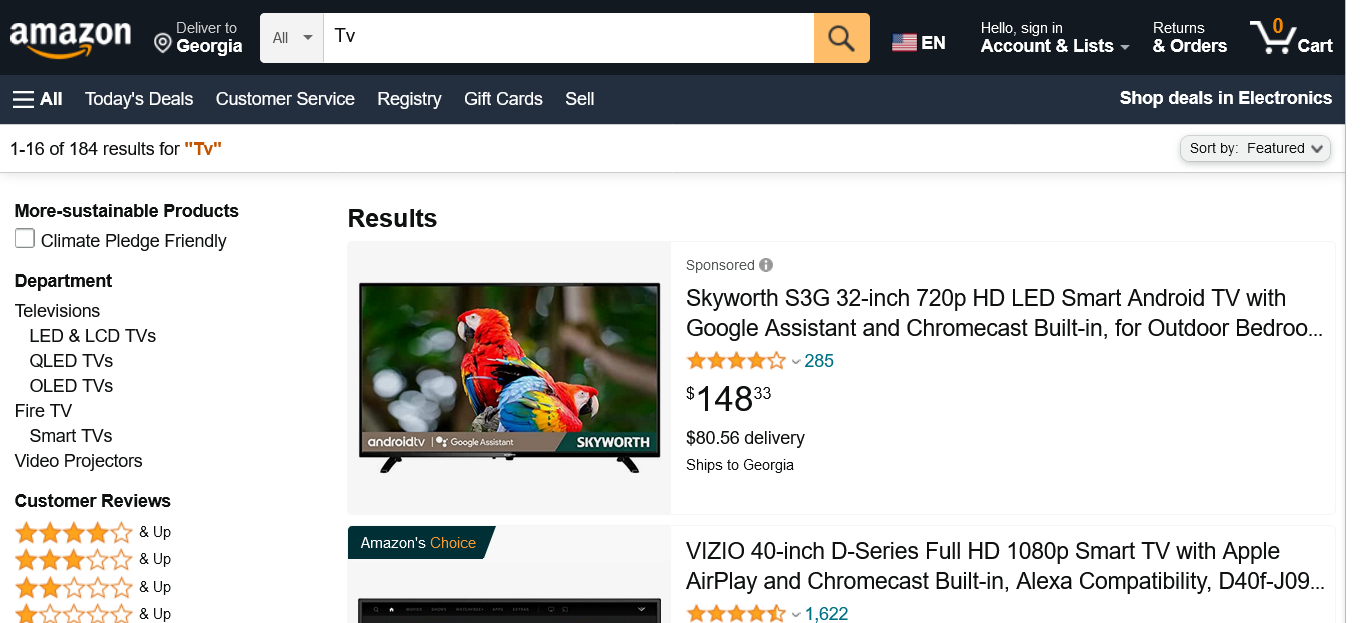 amazon
Deliver to
Georgia
All
Tv
EN
Hello, sign in
Account & Lists
Returns
& Orders
0
Cart
All
Today's Deals
Customer Service
Registry
Gift Cards
Sell
Shop deals in Electronics
1-16 of 184 results for "Tv"
Sort by: Featured
More-sustainable Products
Climate Pledge Friendly
Department
Televisions
LED & LCD TVs
QLED TVs
OLED TVs
Fire TV
Smart TVs
Video Projectors
Customer Reviews
& Up
& Up
& Up
& Up
Results
androidtv | Google Assistant
SKYWORTH
Sponsored
Skyworth S3G 32-inch 720p HD LED Smart Android TV with
Google Assistant and Chromecast Built-in, for Outdoor Bedroo...
285
$14833
$80.56 delivery
Ships to Georgia
Amazon's Choice
VIZIO 40-inch D-Series Full HD 1080p Smart TV with Apple
AirPlay and Chromecast Built-in, Alexa Compatibility, D40f-J09...
1,622